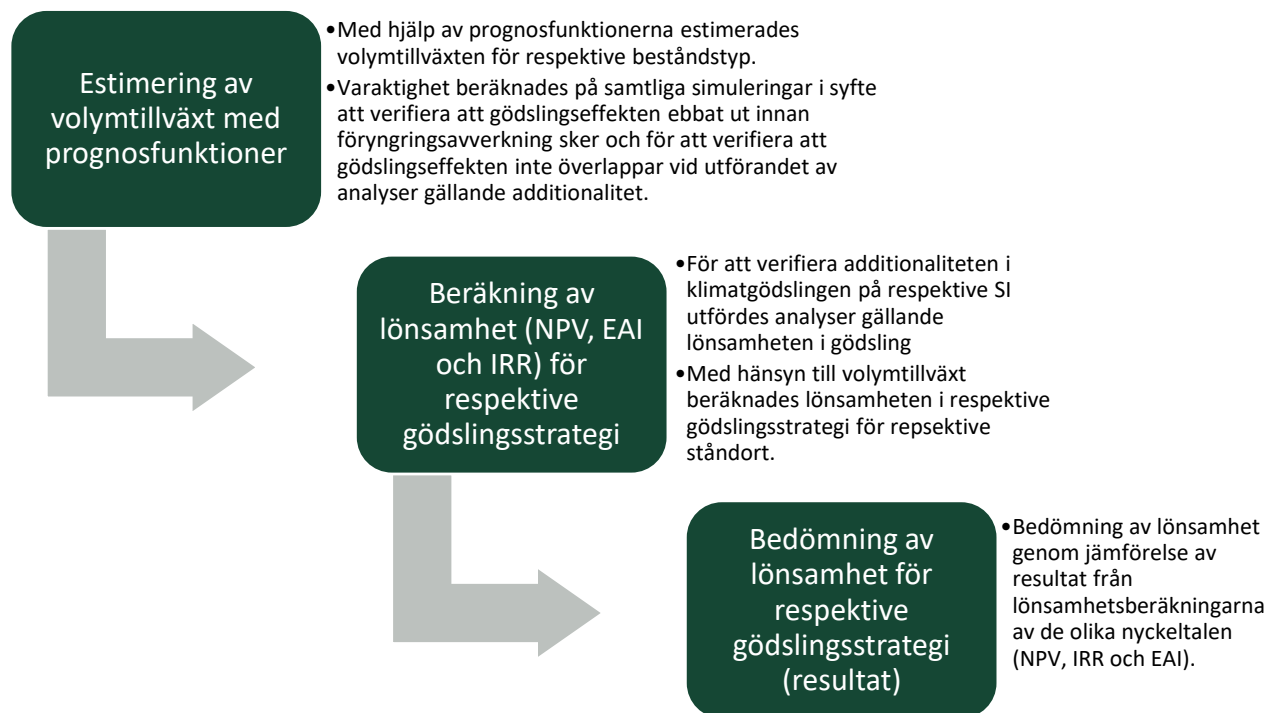 Estimering av
volymtillväxt med
prognosfunktioner
•Med hjälp av prognosfunktionerna estimerades
volymtillväxten för respektive beståndstyp.
•Varaktighet beräknades på samtliga simuleringar i syfte
att verifiera att gödslingseffekten ebbat ut innan
föryngringsavverkning sker och för att verifiera att
gödslingseffekten inte överlappar vid utförandet av
analyser gällande additionalitet.
Beräkning av
lönsamhet (NPV, EAI
och IRR) för
respektive
gödslingsstrategi
•För att verifiera additionaliteten i
klimatgödslingen på respektive SI
utfördes analyser gällande
lönsamheten i gödsling
•Med hänsyn till volymtillväxt
beräknades lönsamheten i respektive
gödslingsstrategi för repsektive
ståndort.
Bedömning av
lönsamhet för
respektive
gödslingsstrategi
(resultat)
•Bedömning av lönsamhet
genom jämförelse av
resultat från
lönsamhetsberäkningarna
av de olika nyckeltalen
(NPV, IRR och EAI).